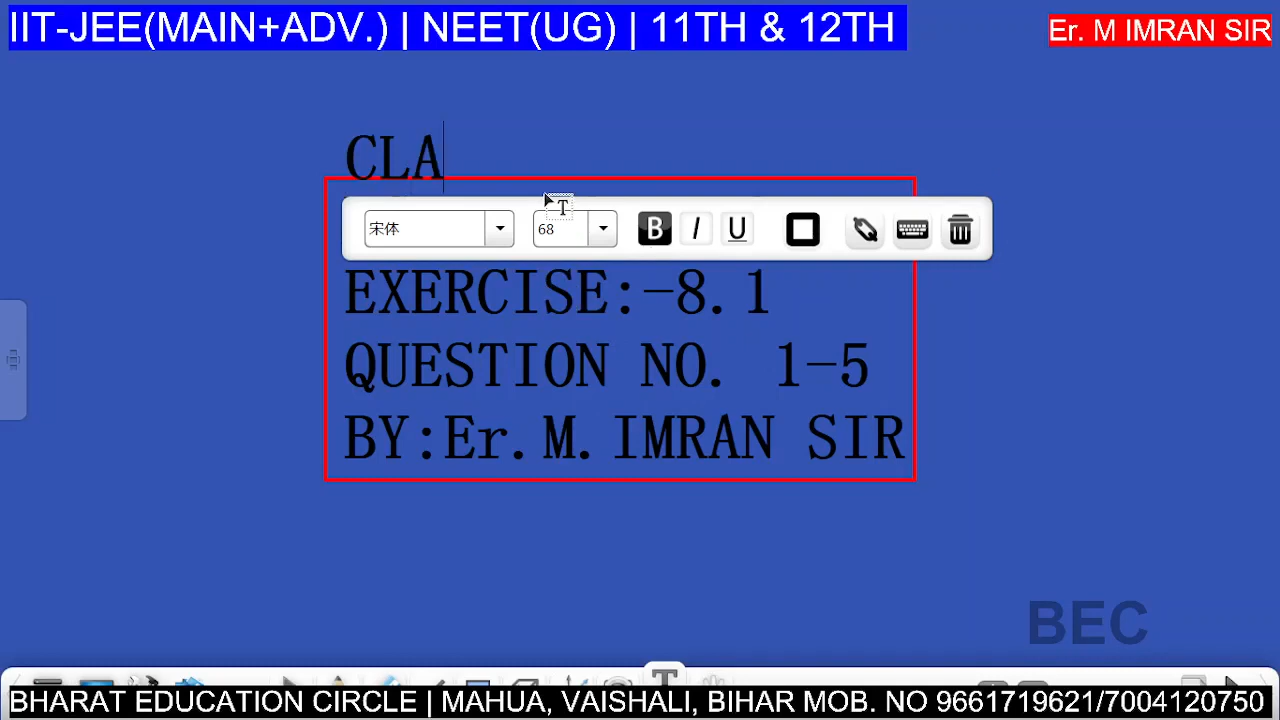 IIT-JEE(MAIN+ADV.) | NEET(UG) | 11TH & 12TH
Er. M IMRAN SIR
CLA
宋体
68
B I U
EXERCISE:-8.1
QUESTION NO. 1-5
BY:Er.M.IMRAN SIR
BEC
T
BHARAT EDUCATION CIRCLE | MAHUA, VAISHALI, BIHAR MOB. NO 9661719621/7004120750